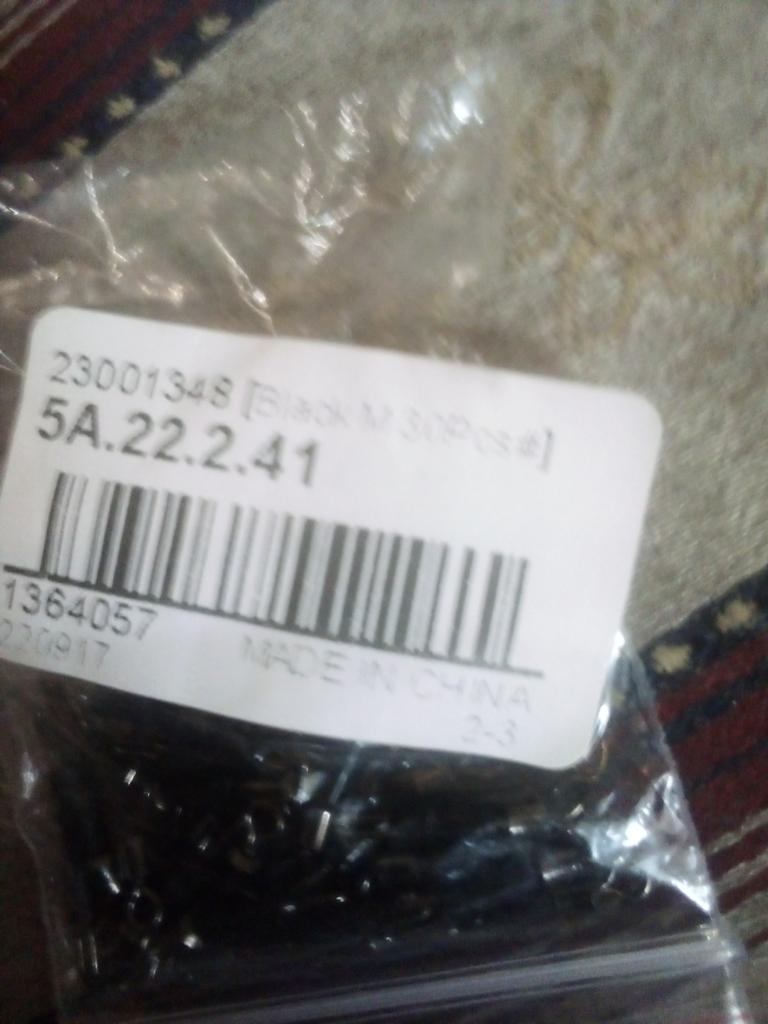 23001348 [Black M 30Pcs#]
5A.22.2.41
1364057
220917
MADE IN CHINA
2-3